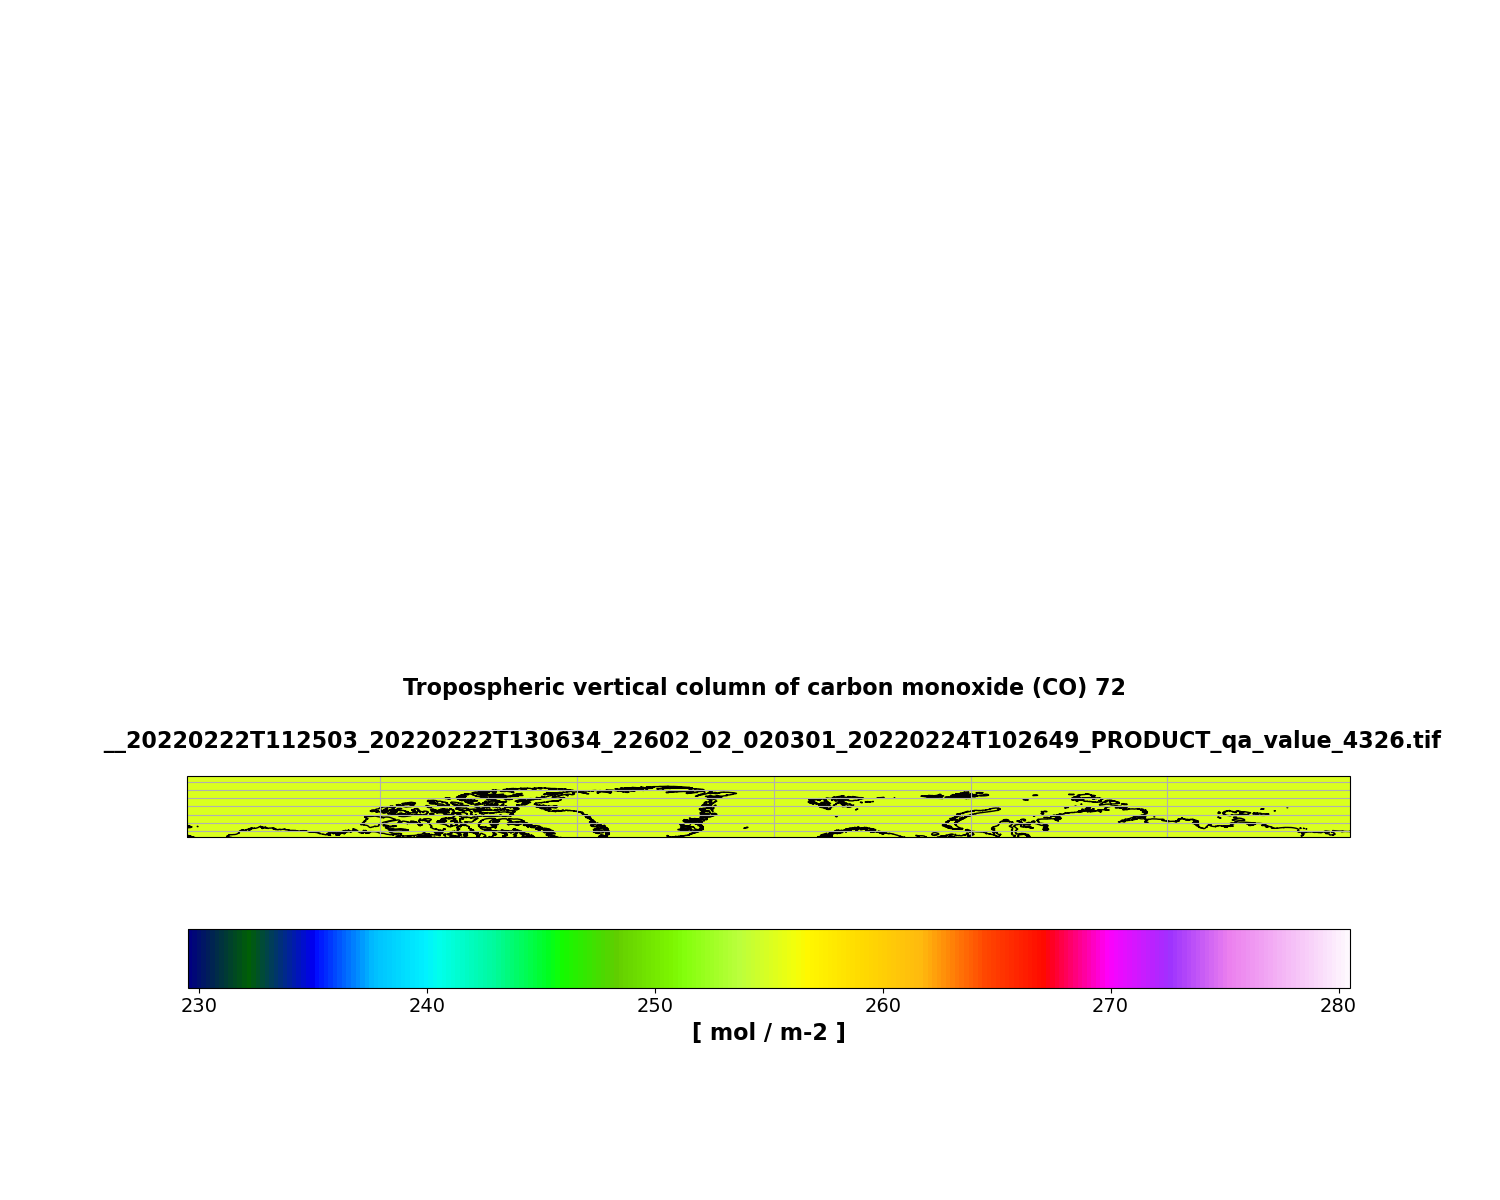 Tropospheric vertical column of carbon monoxide (CO) 72
__20220222T112503_20220222T130634_22602_02_020301_20220224T102649_PRODUCT_qa_value_4326.tif
230 240 250 260 270 280
[ mol / m-2 ]